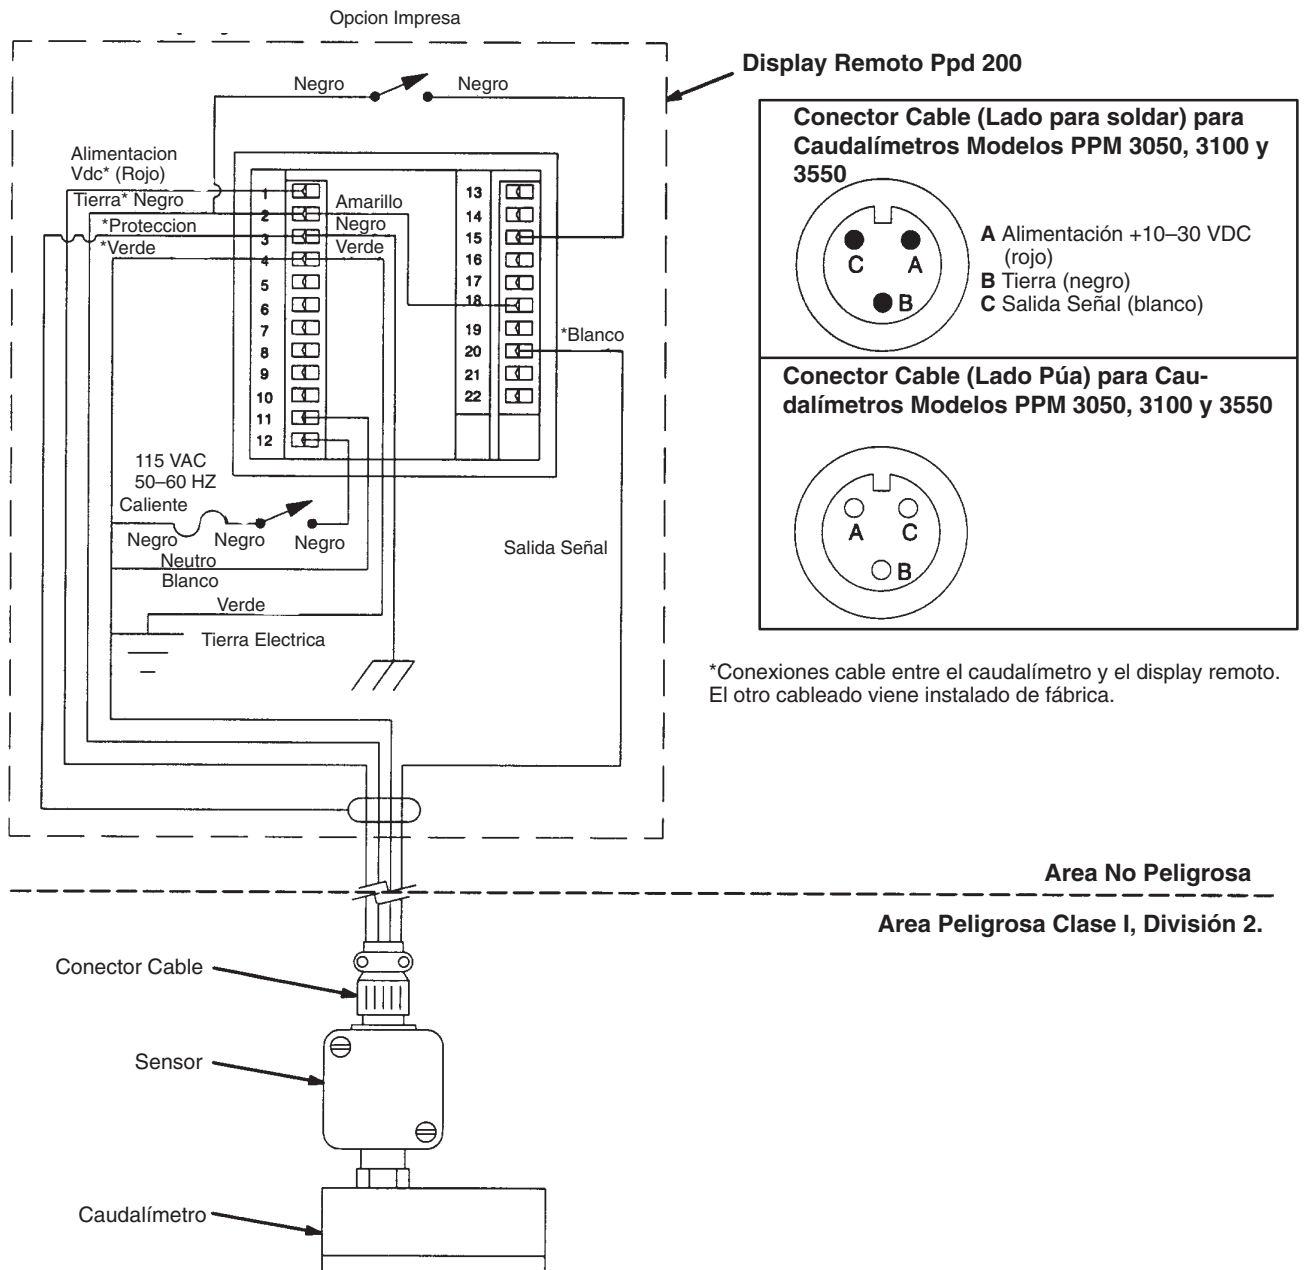 Opcion Impresa
Display Remoto Ppd 200
Negro
Negro
Alimentacion
Vdc* (Rojo)
Tierra* Negro
*Proteccion
*Verde
Amarillo
Negro
Verde
1
2
3
4
5
6
7
8
9
10
11
12
13
14
15
16
17
18
19
20
21
22
*Blanco
115 VAC
50–60 HZ
Caliente
Negro
Negro
Negro
Neutro
Blanco
Verde
Tierra Electrica
Salida Señal
Conector Cable (Lado para soldar) para
Caudalímetros Modelos PPM 3050, 3100 y
3550
C
A
B
A Alimentación +10–30 VDC
(rojo)
B Tierra (negro)
C Salida Señal (blanco)
Conector Cable (Lado Púa) para Cau-
dalímetros Modelos PPM 3050, 3100 y 3550
A
C
B
*Conexiones cable entre el caudalímetro y el display remoto.
El otro cableado viene instalado de fábrica.
Area No Peligrosa
Area Peligrosa Clase I, División 2.
Conector Cable
Sensor
Caudalímetro